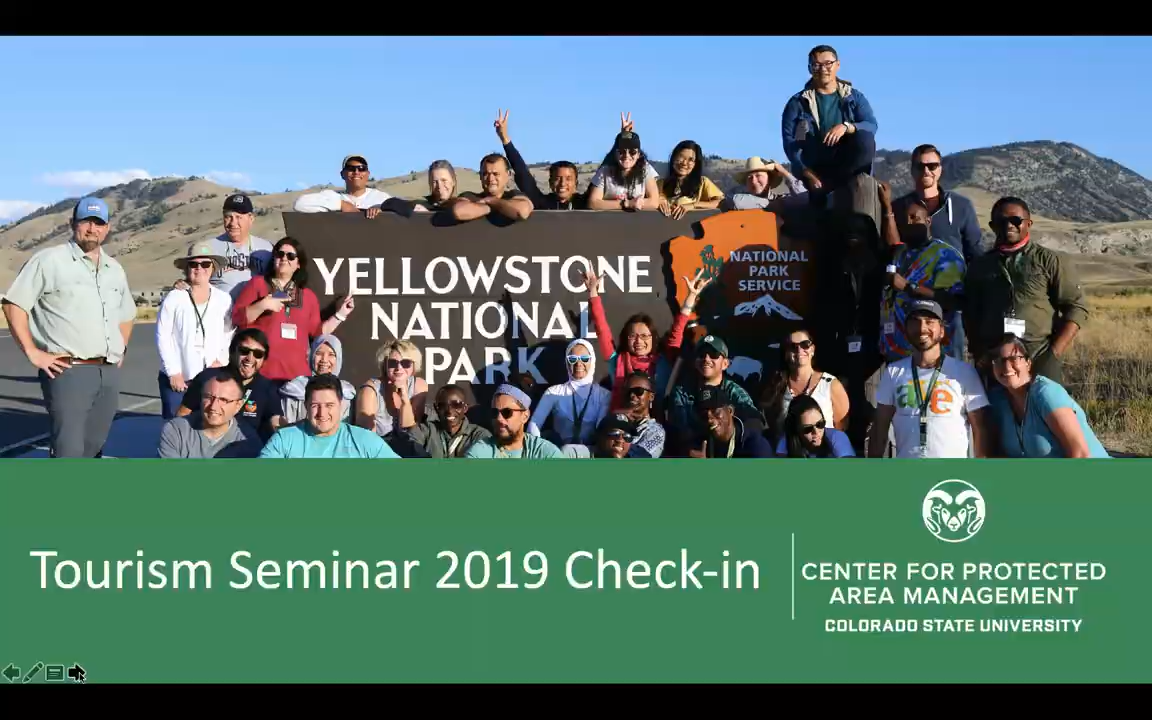 YELLOWSTONE
NATIONAL
PARK
NATIONAL
PARK
SERVICE
Tourism Seminar 2019 Check-in
CENTER FOR PROTECTED
AREA MANAGEMENT
COLORADO STATE UNIVERSITY